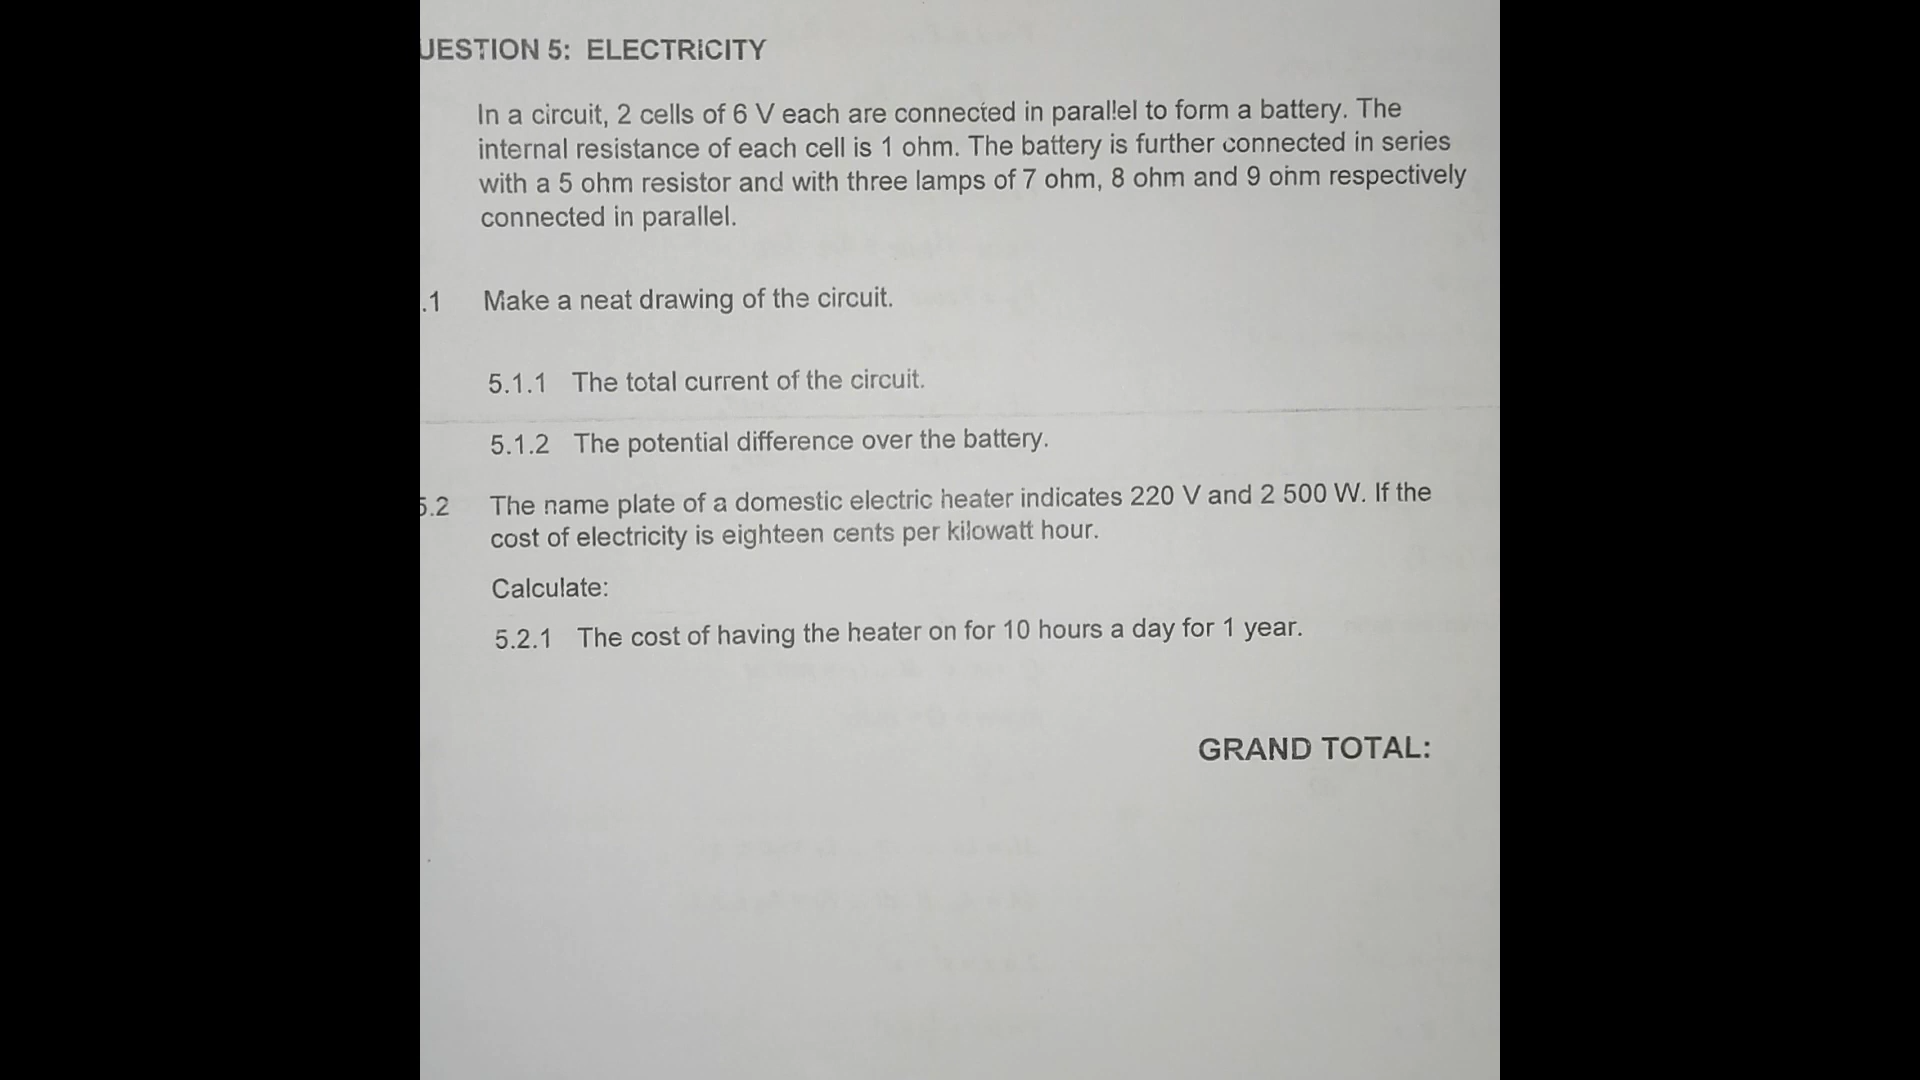 UESTION 5: ELECTRICITY
In a circuit, 2 cells of 6 V each are connected in parallel to form a battery. The
internal resistance of each cell is 1 ohm. The battery is further connected in series
with a 5 ohm resistor and with three lamps of 7 ohm, 8 ohm and 9 ohm respectively
connected in parallel.
.1 Make a neat drawing of the circuit.
5.1.1 The total current of the circuit.
5.1.2 The potential difference over the battery.
5.2 The name plate of a domestic electric heater indicates 220 V and 2 500 W. If the
cost of electricity is eighteen cents per kilowatt hour.
Calculate:
5.2.1 The cost of having the heater on for 10 hours a day for 1 year.
GRAND TOTAL: